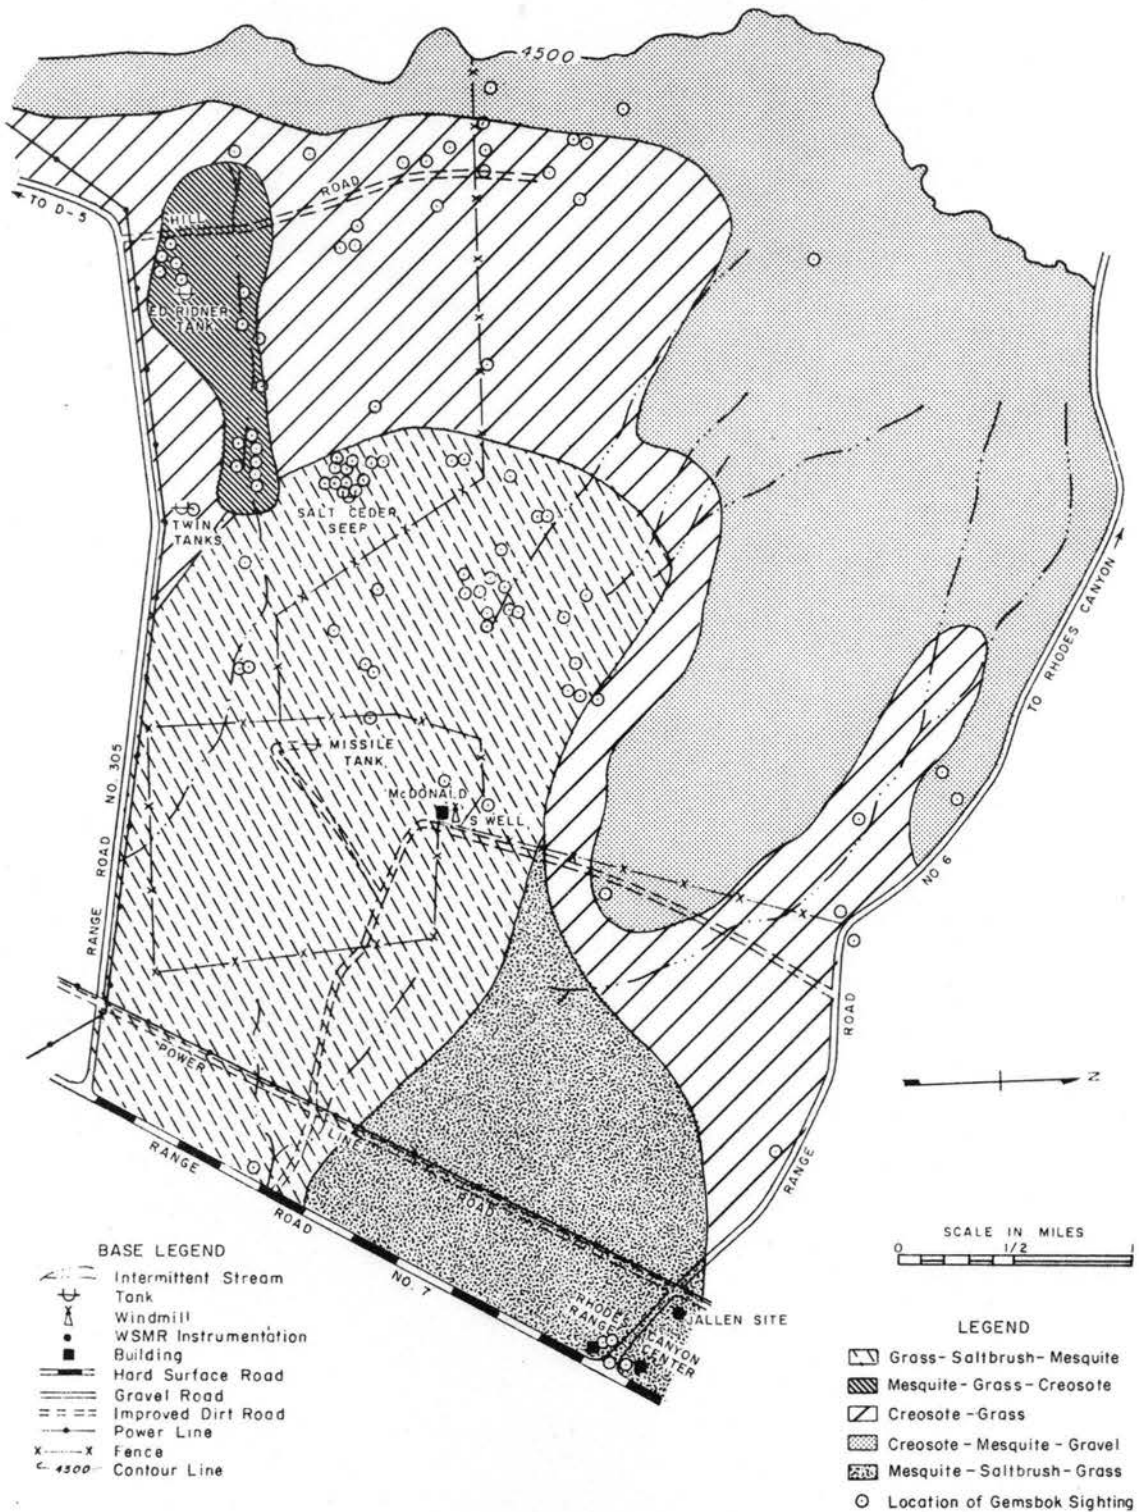 4500
TO D-5
HILL
ROAD
ED RIDNER
TANK
TWIN
TANKS
SALT CEDER
SEEP
TO RHODES CANYON
MISSILE
TANK
McDONALD
S WELL
RANGE ROAD NO. 305
NO 6
ROAD
RANGE
N
POWER
LINE
ROAD
RANGE
ROAD
NO. 7
RHODES CANYON
RANGE CENTER
JALLEN SITE
SCALE IN MILES
0 1/2 1
BASE LEGEND
Intermittent Stream
Tank
Windmill
WSMR Instrumentation
Building
Hard Surface Road
Gravel Road
Improved Dirt Road
Power Line
x x Fence
4500 Contour Line
LEGEND
Grass-Saltbrush-Mesquite
Mesquite-Grass-Creosote
Creosote-Grass
Creosote-Mesquite-Gravel
Mesquite-Saltbrush-Grass
Location of Gemsbok Sighting